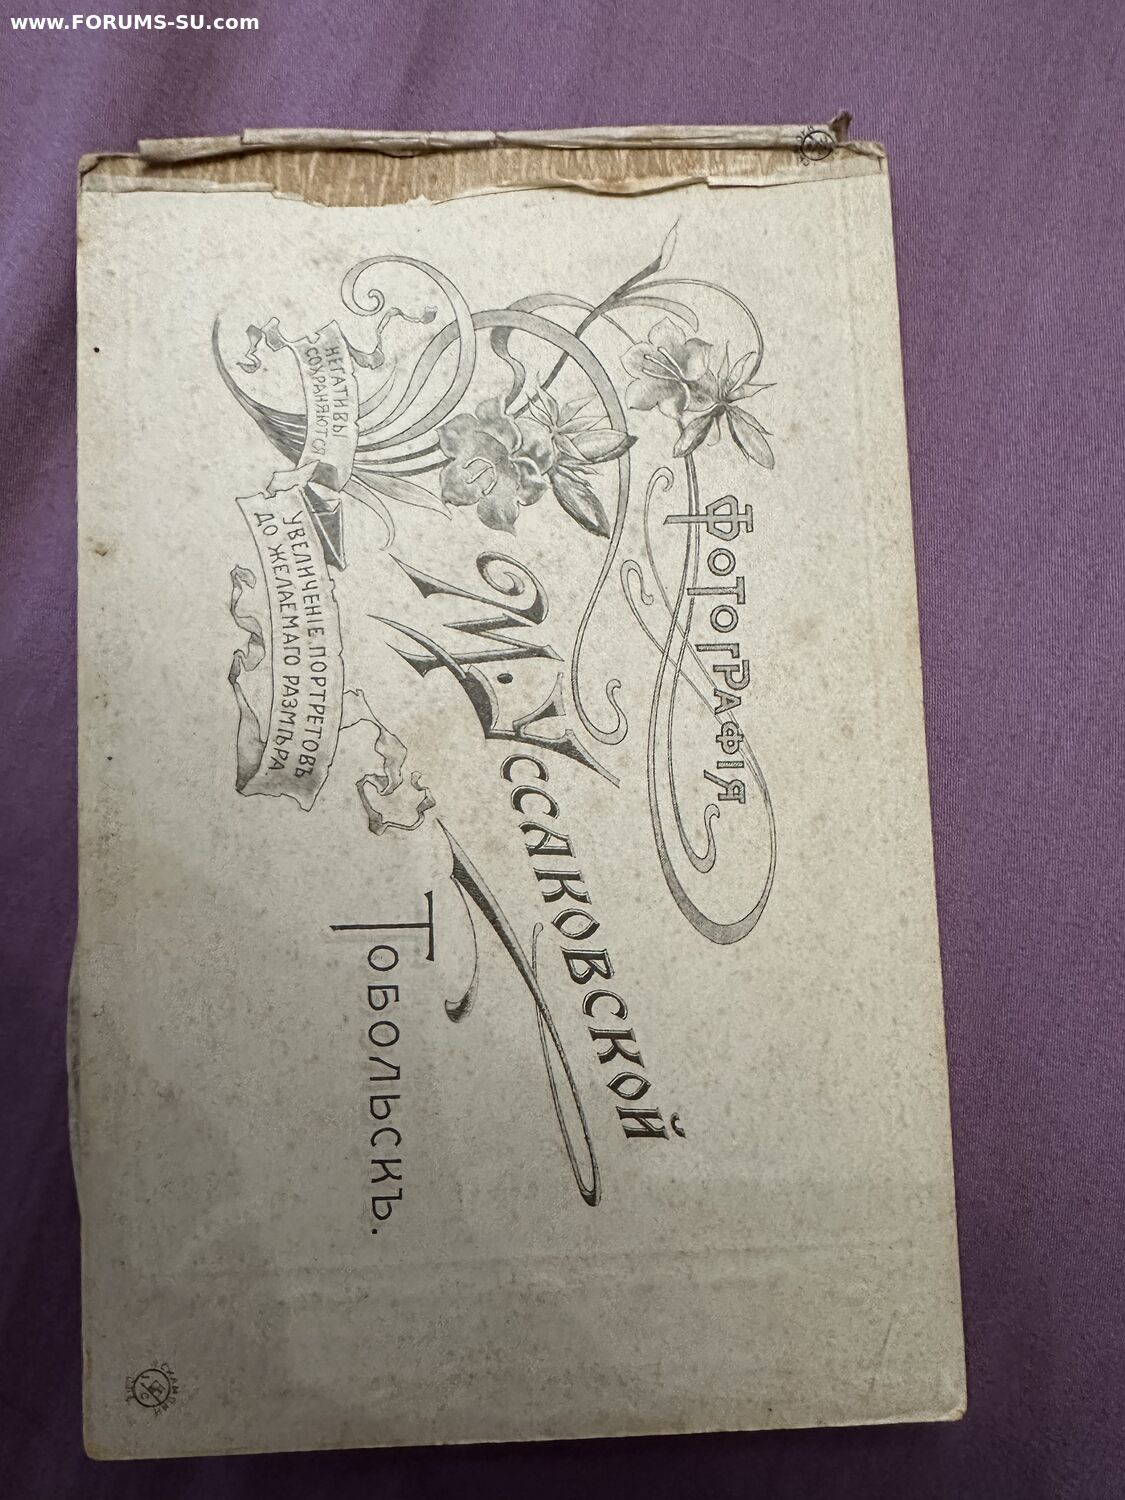 www.FORUMS-SU.com
ФОТОГРАФІЯ
М. УССАКОВСКОЙ
ТОБОЛЬСКЪ.
НЕГАТИВЫ
СОХРАНЯЮТСЯ
УВЕЛИЧЕНІЕ ПОРТРЕТОВЪ
ДО ЖЕЛАЕМАГО РАЗМѢРА.